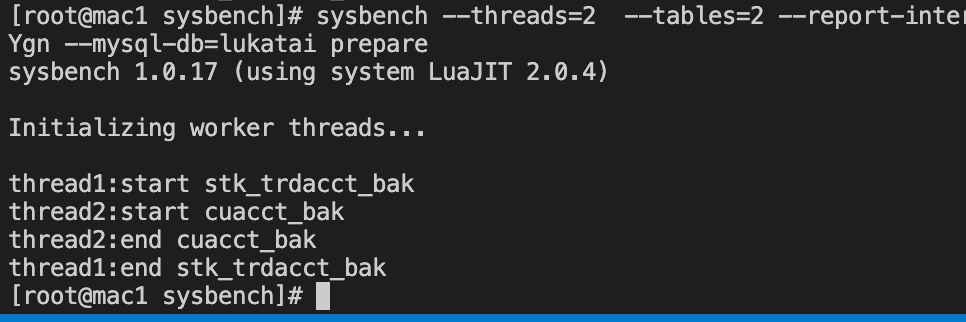 [root@mac1 sysbench]# sysbench --threads=2  --tables=2 --report-inter
Ygn --mysql-db=lukatai prepare
sysbench 1.0.17 (using system LuaJIT 2.0.4)
Initializing worker threads...
thread1:start stk_trdacct_bak
thread2:start cuacct_bak
thread2:end cuacct_bak
thread1:end stk_trdacct_bak
[root@mac1 sysbench]#